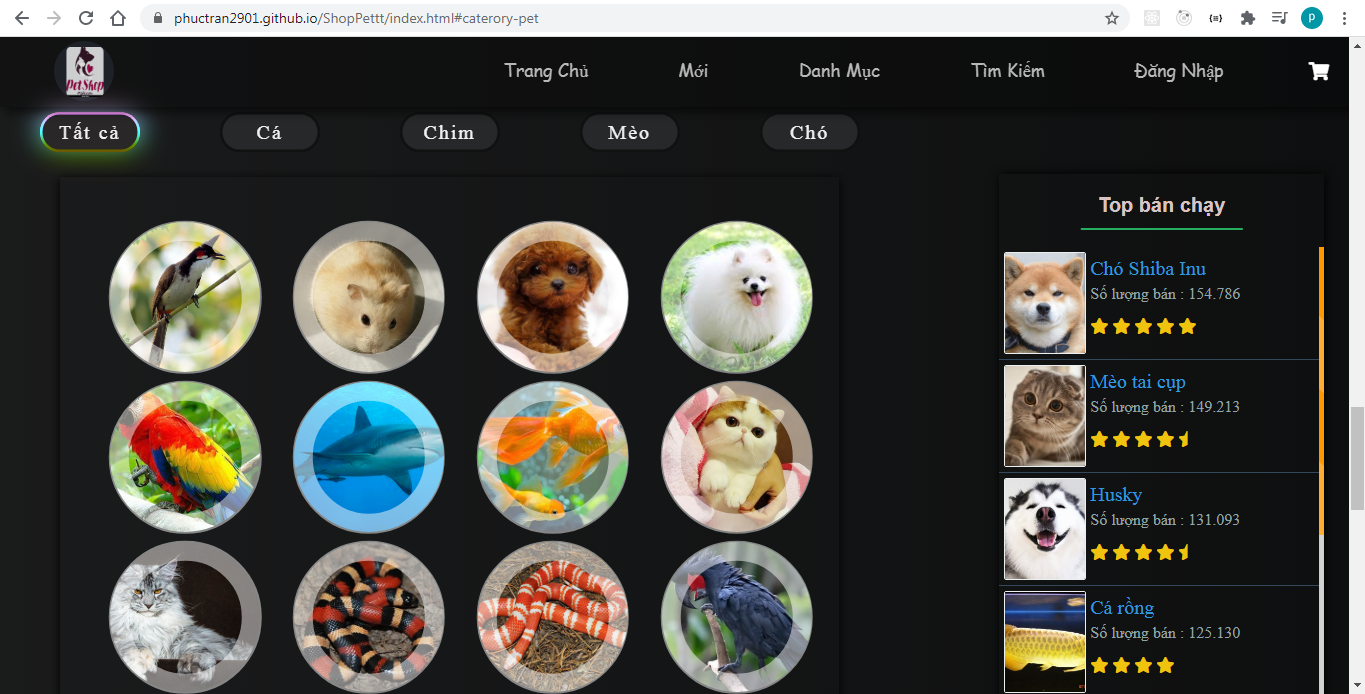 phuctran2901.github.io/ShopPettt/index.html#caterory-pet
P
PetShop
Trang Chủ
Mới
Danh Mục
Tìm Kiếm
Đăng Nhập
Tất cả
Cá
Chim
Mèo
Chó
Top bán chạy
Chó Shiba Inu
Số lượng bán : 154.786
Mèo tai cụp
Số lượng bán : 149.213
Husky
Số lượng bán : 131.093
Cá rồng
Số lượng bán : 125.130